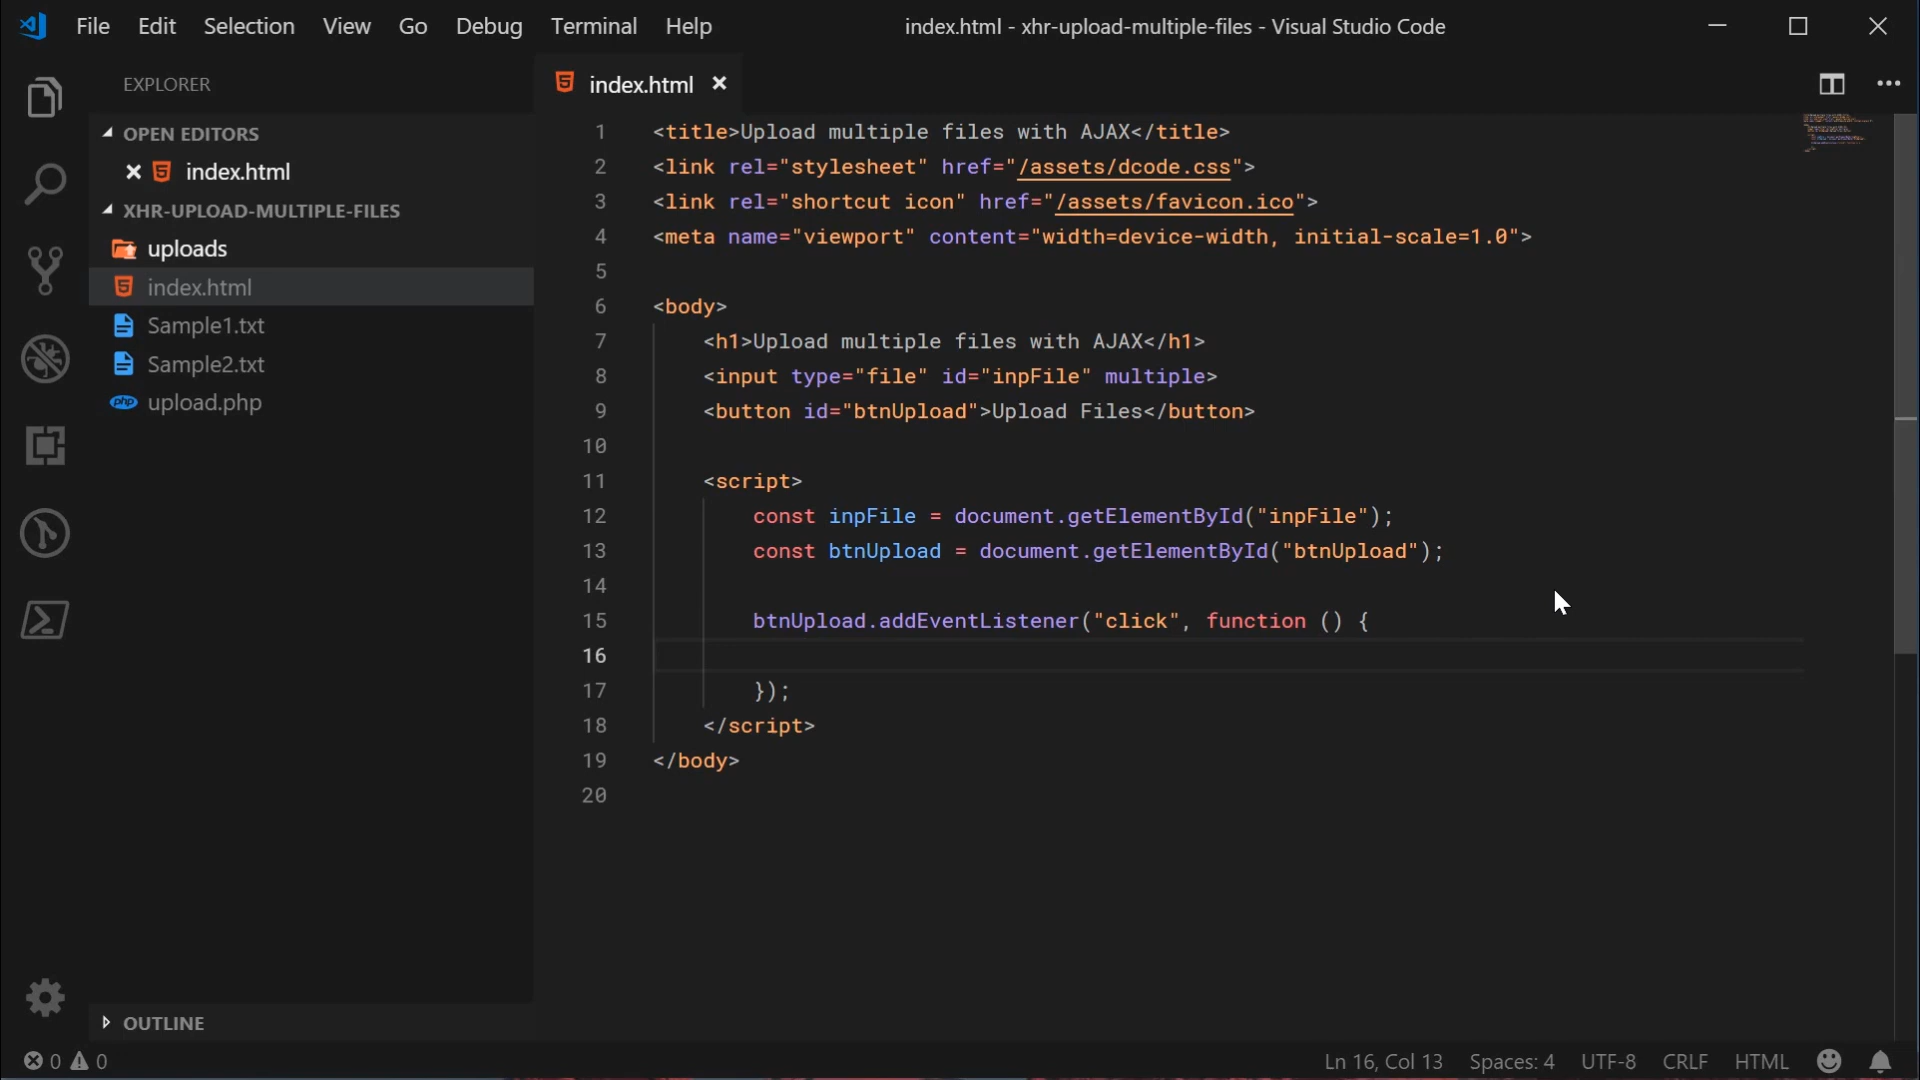 File Edit Selection View Go Debug Terminal Help index.html - xhr-upload-multiple-files - Visual Studio Code
EXPLORER
OPEN EDITORS
index.html
XHR-UPLOAD-MULTIPLE-FILES
uploads
index.html
Sample1.txt
Sample2.txt
php upload.php
OUTLINE
index.html
1 <title>Upload multiple files with AJAX</title>
2 <link rel="stylesheet" href="/assets/dcode.css">
3 <link rel="shortcut icon" href="/assets/favicon.ico">
4 <meta name="viewport" content="width=device-width, initial-scale=1.0">
5
6 <body>
7 <h1>Upload multiple files with AJAX</h1>
8 <input type="file" id="inpFile" multiple>
9 <button id="btnUpload">Upload Files</button>
10
11 <script>
12 const inpFile = document.getElementById("inpFile");
13 const btnUpload = document.getElementById("btnUpload");
14
15 btnUpload.addEventListener("click", function () {
16
17 });
18 </script>
19 </body>
20
0 0 Ln 16, Col 13 Spaces: 4 UTF-8 CRLF HTML